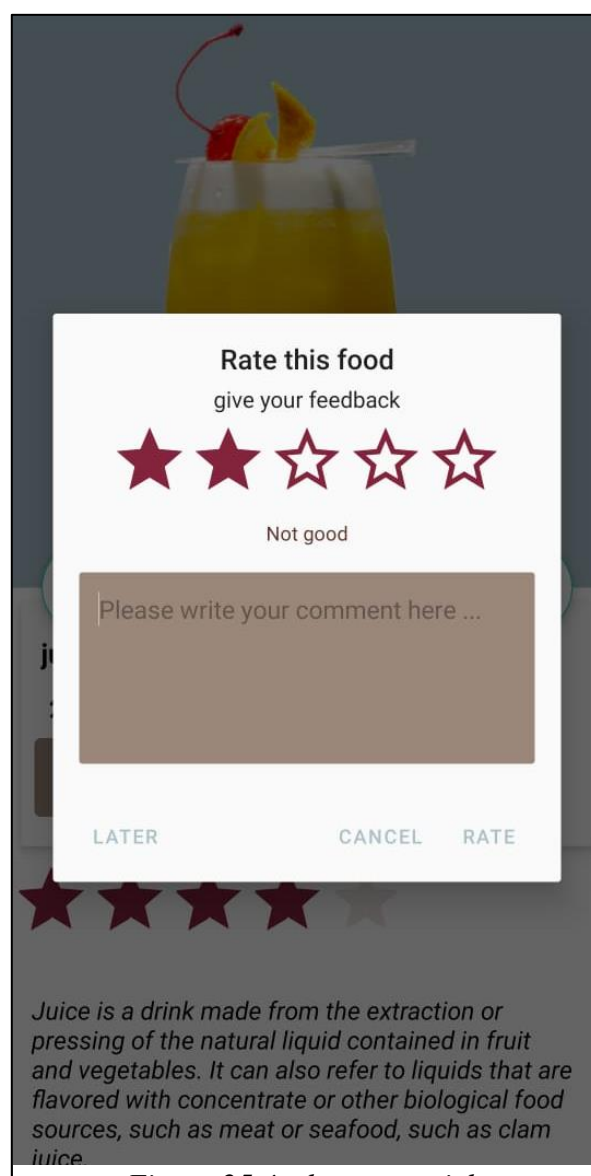 Rate this food
give your feedback
Not good
Please write your comment here ...
LATER CANCEL RATE
Juice is a drink made from the extraction or
pressing of the natural liquid contained in fruit
and vegetables. It can also refer to liquids that are
flavored with concentrate or other biological food
sources, such as meat or seafood, such as clam
juice.